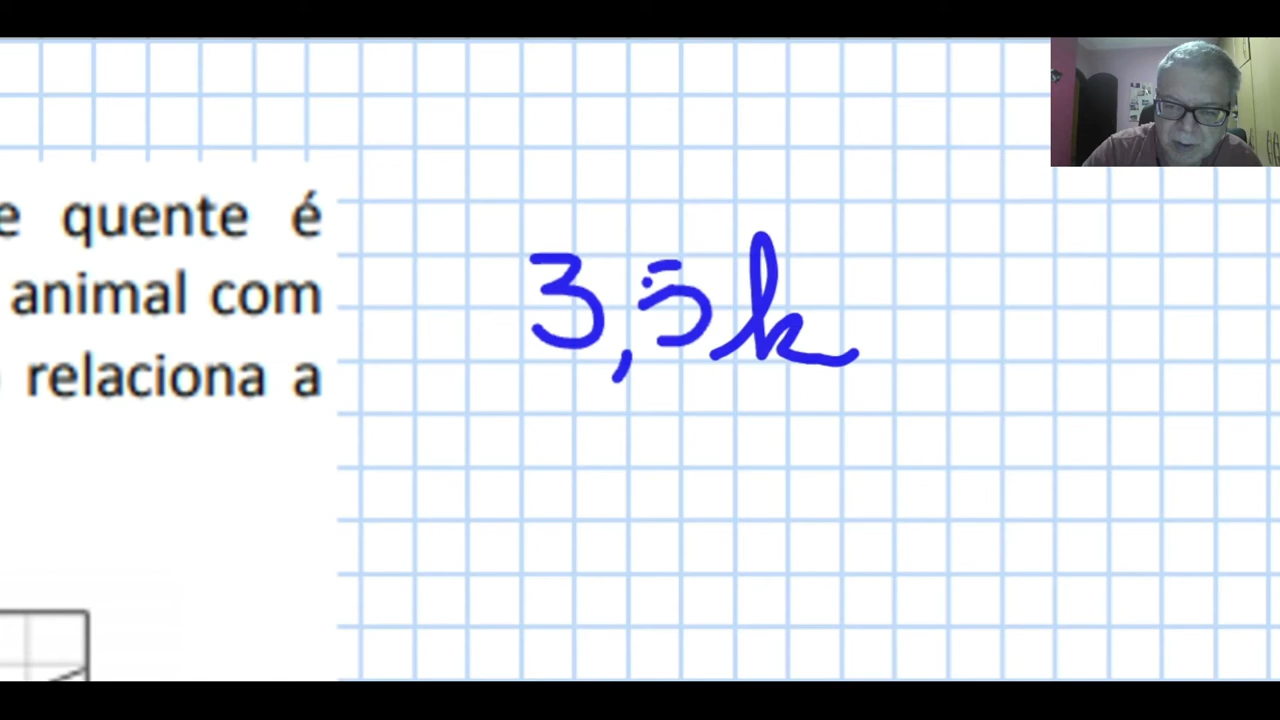 e quente é
animal com
relaciona a
3,5k